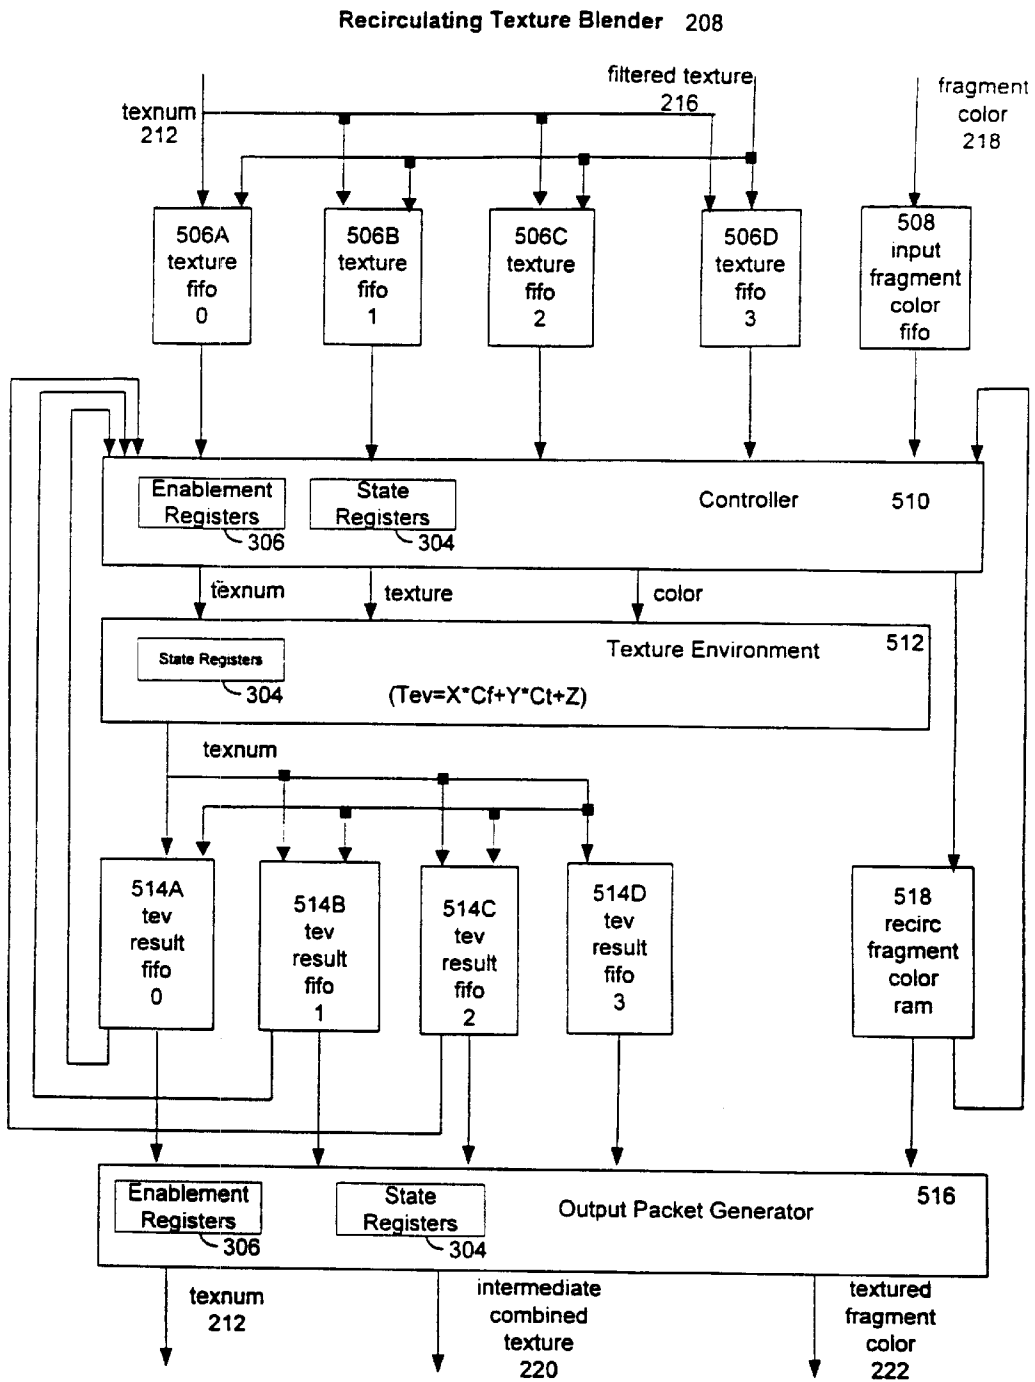 Recirculating Texture Blender 208
texnum
212
filtered texture
216
fragment
color
218
506A
texture
fifo
0
506B
texture
fifo
1
506C
texture
fifo
2
506D
texture
fifo
3
508
input
fragment
color
fifo
Enablement
Registers
306
State
Registers
304
Controller
510
texnum
texture
color
State Registers
304
Texture Environment
512
(Tev=X*Cf+Y*Ct+Z)
texnum
514A
tev
result
fifo
0
514B
tev
result
fifo
1
514C
tev
result
fifo
2
514D
tev
result
fifo
3
518
recirc
fragment
color
ram
Enablement
Registers
306
State
Registers
304
Output Packet Generator
516
texnum
212
intermediate
combined
texture
220
textured
fragment
color
222